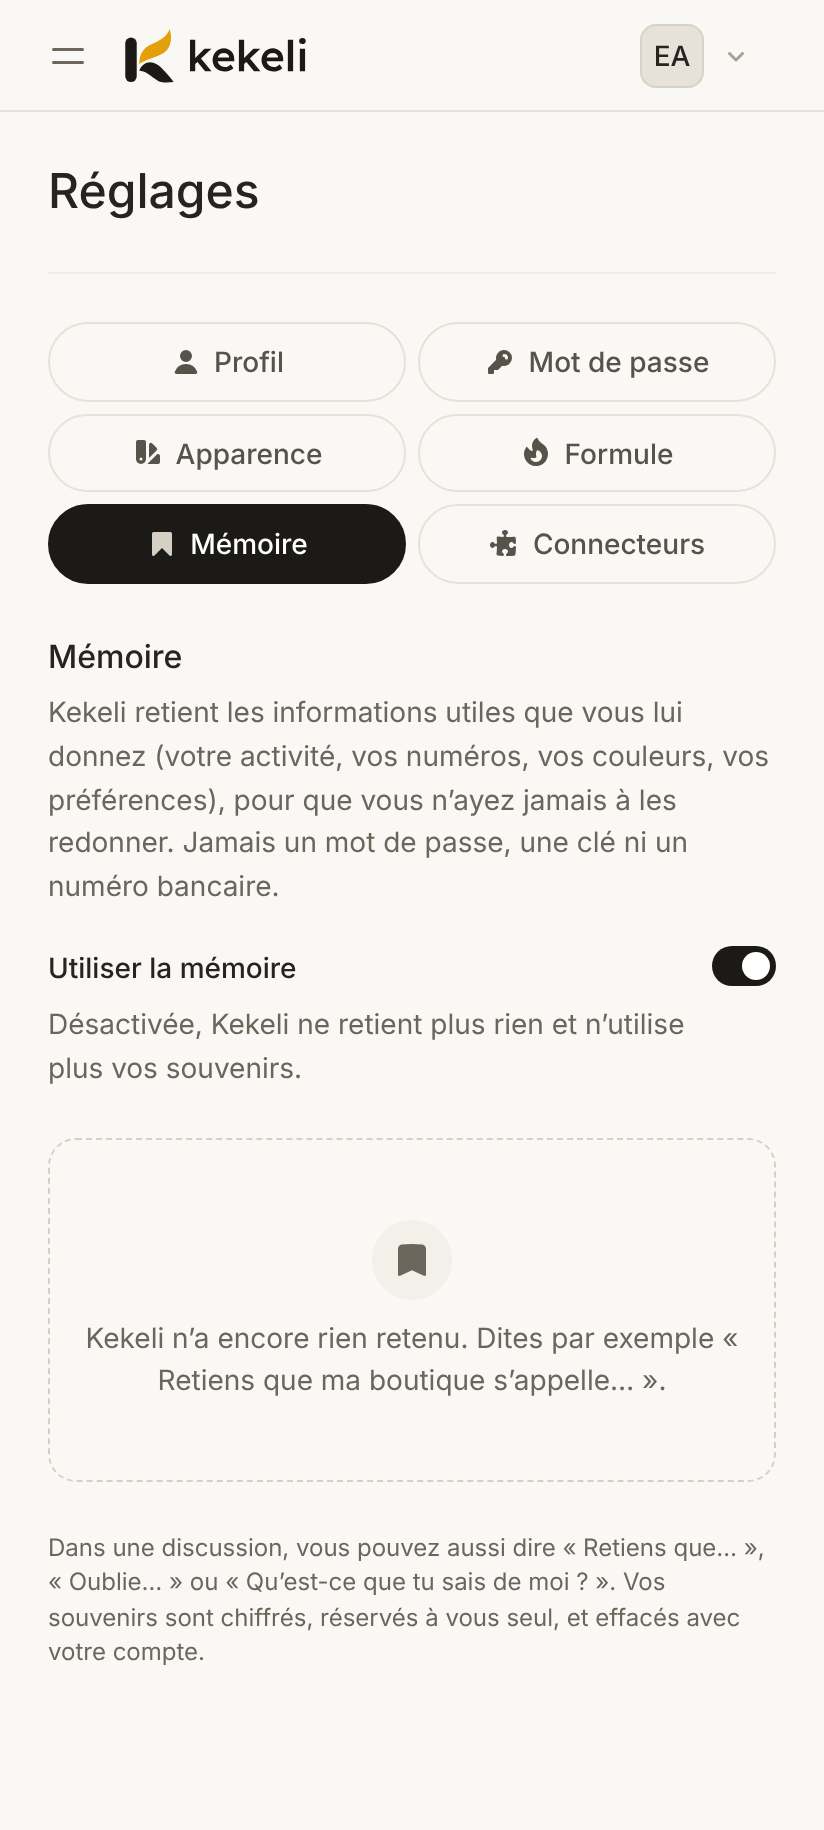 kekeli
EA
Réglages
Profil
Mot de passe
Apparence
Formule
Mémoire
Connecteurs
Mémoire
Kekeli retient les informations utiles que vous lui
donnez (votre activité, vos numéros, vos couleurs, vos
préférences), pour que vous n’ayez jamais à les
redonner. Jamais un mot de passe, une clé ni un
numéro bancaire.
Utiliser la mémoire
Désactivée, Kekeli ne retient plus rien et n’utilise
plus vos souvenirs.
Kekeli n’a encore rien retenu. Dites par exemple «
Retiens que ma boutique s’appelle… ».
Dans une discussion, vous pouvez aussi dire « Retiens que… »,
« Oublie… » ou « Qu’est-ce que tu sais de moi ? ». Vos
souvenirs sont chiffrés, réservés à vous seul, et effacés avec
votre compte.